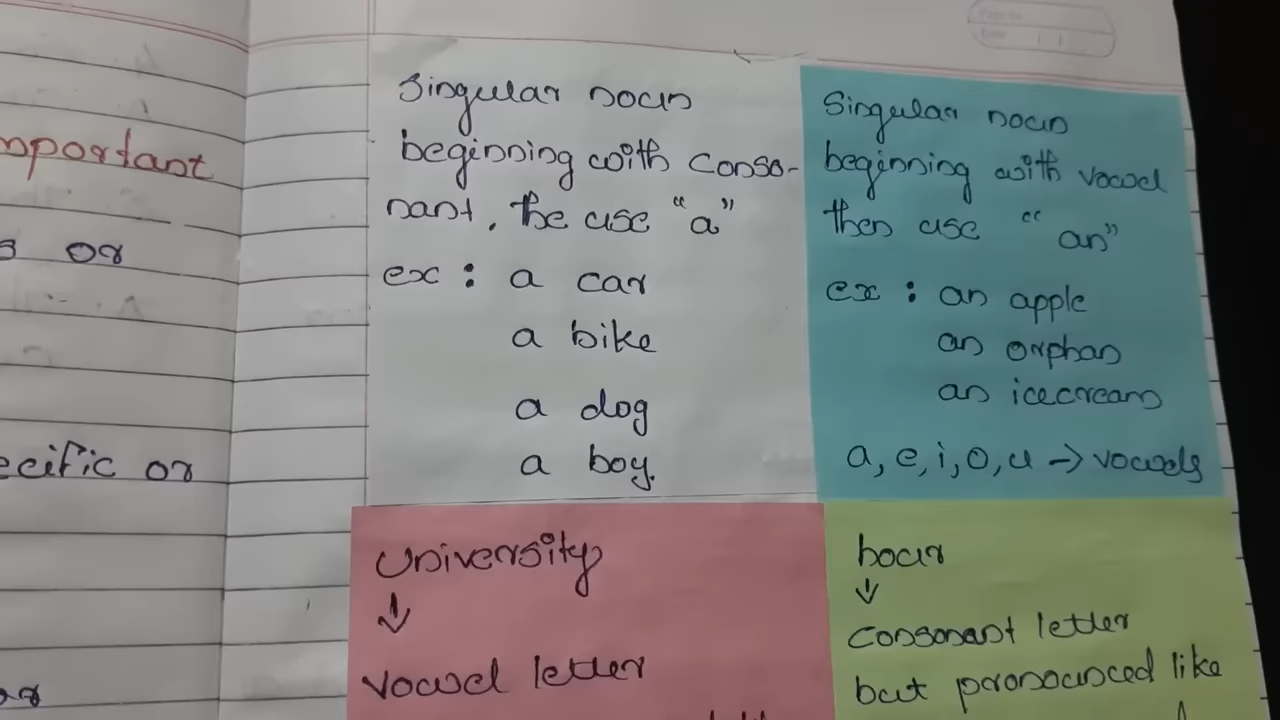 mportant
or
ecific or
Singular noun
beginning with conso-
nant. The use "a"
ex : a car
a bike
a dog
a boy.
Singular noun
beginning with vowel
then use "an"
ex : an apple
an orphan
an icecream
a, e, i, o, u → vowels
University
↓
vowel letter
hour
↓
consonant letter
but pronounced like